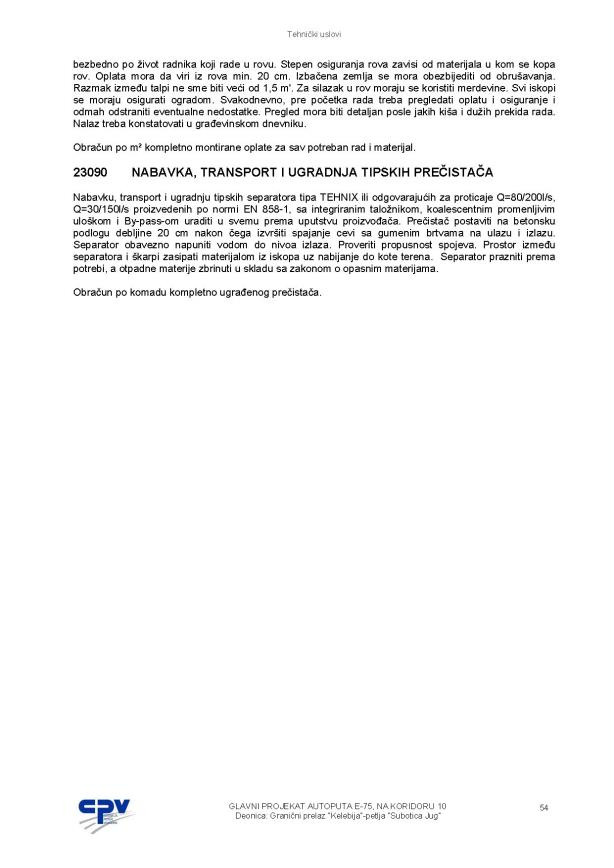 Tehnički uslovi
bezbedno po život radnika koji rade u rovu. Stepen osiguranja rova zavisi od materijala u kom se kopa
rov. Oplata mora da viri iz rova min. 20 cm. Izbačena zemlja se mora obezbijediti od obrušavanja.
Razmak između talpi ne sme biti veći od 1,5 m'. Za silazak u rov moraju se koristiti merdevine. Svi iskopi
se moraju osigurati ogradom. Svakodnevno, pre početka rada treba pregledati oplatu i osiguranje i
odmah odstraniti eventualne nedostatke. Pregled mora biti detaljan posle jakih kiša i dužih prekida rada.
Nalaz treba konstatovati u građevinskom dnevniku.
Obračun po m² kompletno montirane oplate za sav potreban rad i materijal.
23090 NABAVKA, TRANSPORT I UGRADNJA TIPSKIH PREČISTAČA
Nabavku, transport i ugradnju tipskih separatora tipa TEHNIX ili odgovarajućih za proticaje Q=80/200l/s,
Q=30/150l/s proizvedenih po normi EN 858-1, sa integriranim taložnikom, koalescentnim promenljivim
uloškom i By-pass-om uraditi u svemu prema uputstvu proizvođača. Prečistač postaviti na betonsku
podlogu debljine 20 cm nakon čega izvršiti spajanje cevi sa gumenim brtvama na ulazu i izlazu.
Separator obavezno napuniti vodom do nivoa izlaza. Proveriti propusnost spojeva. Prostor između
separatora i škarpi zasipati materijalom iz iskopa uz nabijanje do kote terena. Separator prazniti prema
potrebi, a otpadne materije zbrinuti u skladu sa zakonom o opasnim materijama.
Obračun po komadu kompletno ugrađenog prečistača.
CPV
GLAVNI PROJEKAT AUTOPUTA E-75, NA KORIDORU 10
Deonica: Granični prelaz "Kelebija"-petlja "Subotica Jug"
54